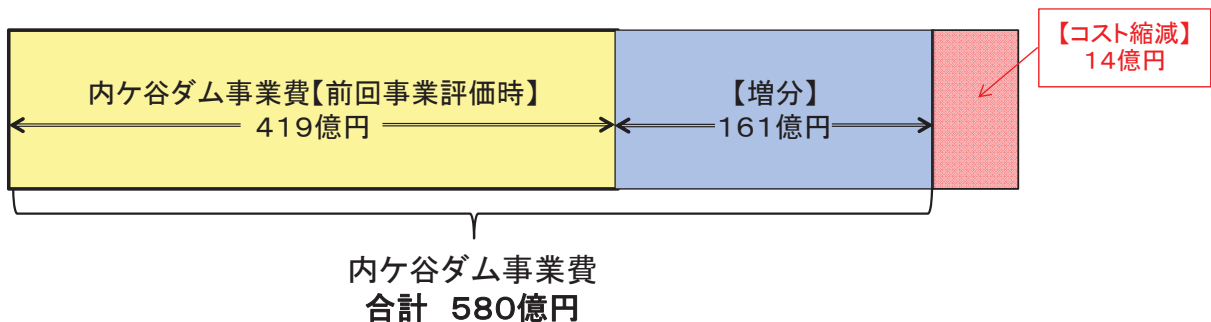 【コスト縮減】
14億円
内ケ谷ダム事業費【前回事業評価時】
419億円
【増分】
161億円
内ケ谷ダム事業費
合計 580億円